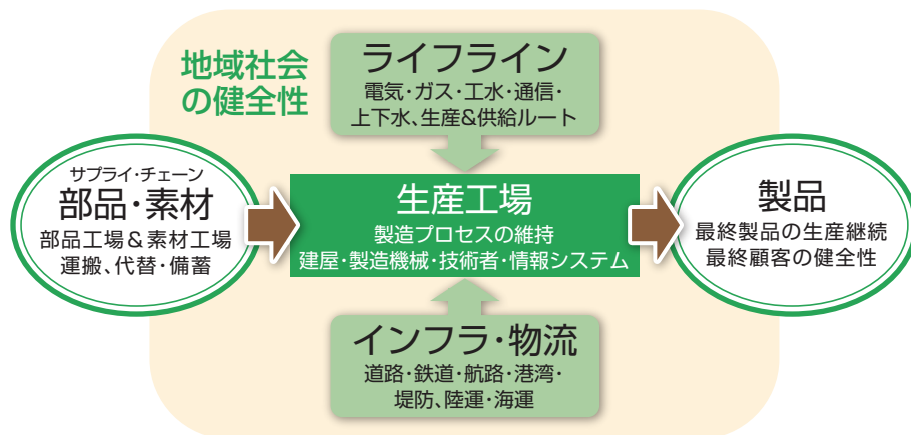 地域社会
の健全性
ライフライン
電気・ガス・工水・通信・
上下水、生産&供給ルート
サプライ・チェーン
部品・素材
部品工場&素材工場
運搬、代替・備蓄
生産工場
製造プロセスの維持
建屋・製造機械・技術者・情報システム
製品
最終製品の生産継続
最終顧客の健全性
インフラ・物流
道路・鉄道・航路・港湾・
堤防、陸運・海運